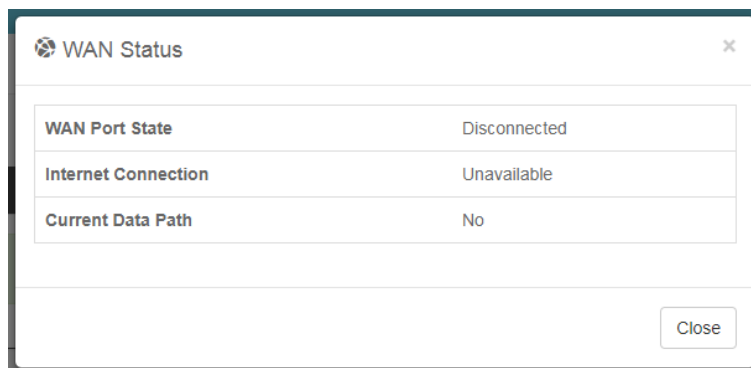 WAN Status ×
WAN Port State Disconnected
Internet Connection Unavailable
Current Data Path No
Close